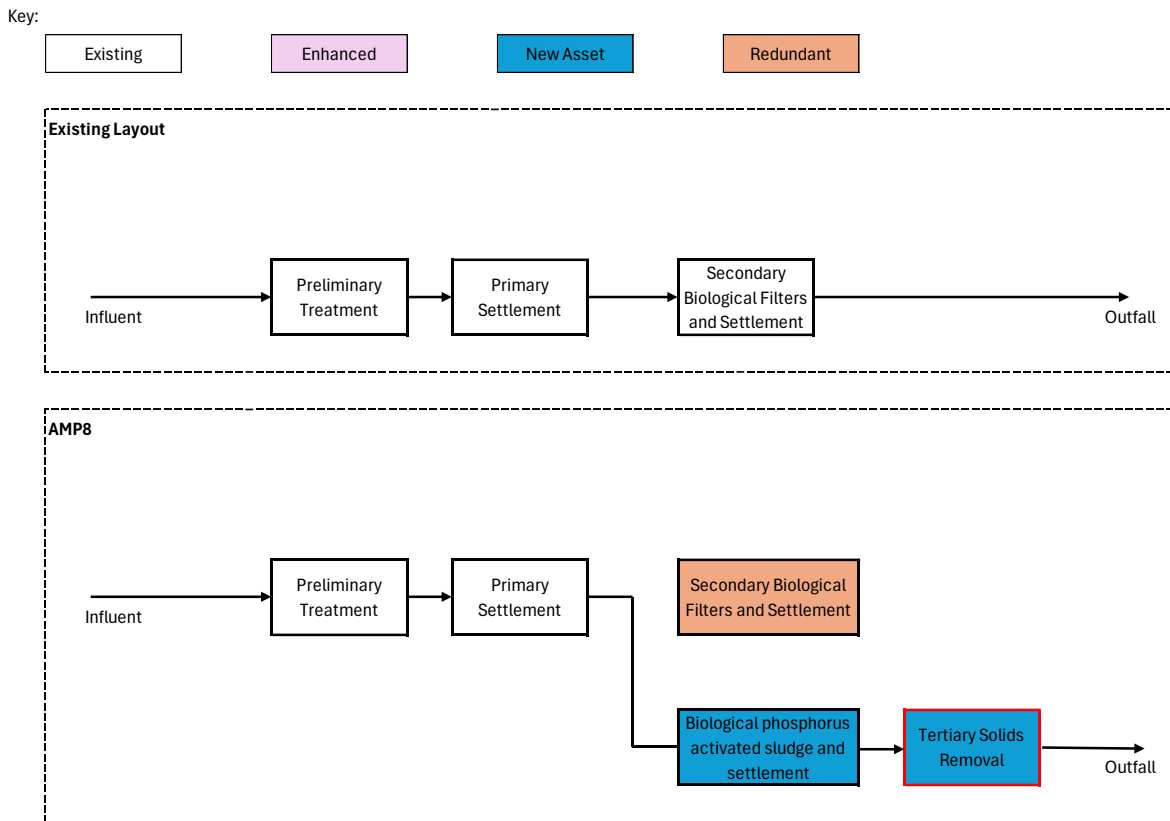 Key:
Existing
Enhanced
New Asset
Redundant
Existing Layout
Influent
Preliminary
Treatment
Primary
Settlement
Secondary
Biological Filters
and Settlement
Outfall
AMP8
Influent
Preliminary
Treatment
Primary
Settlement
Secondary Biological
Filters and Settlement
Biological phosphorus
activated sludge and
settlement
Tertiary Solids
Removal
Outfall